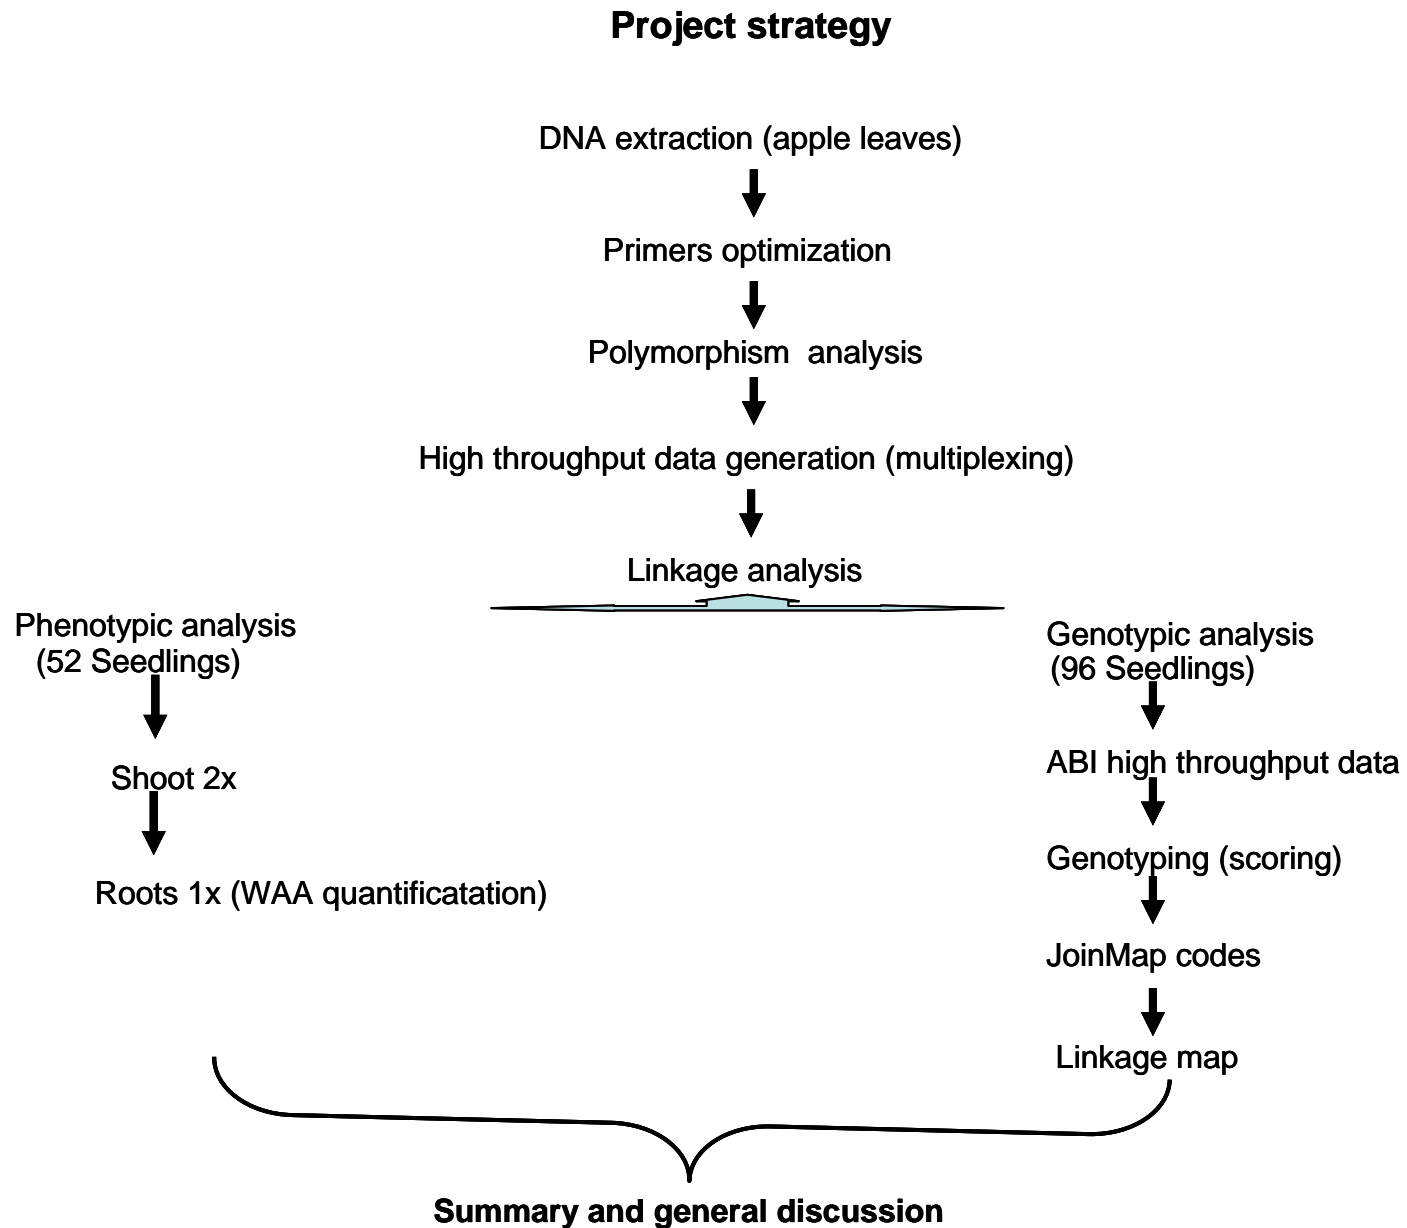 Project strategy
DNA extraction (apple leaves)
Primers optimization
Polymorphism analysis
High throughput data generation (multiplexing)
Linkage analysis
Phenotypic analysis
(52 Seedlings)
Shoot 2x
Roots 1x (WAA quantificatation)
Genotypic analysis
(96 Seedlings)
ABI high throughput data
Genotyping (scoring)
JoinMap codes
Linkage map
Summary and general discussion